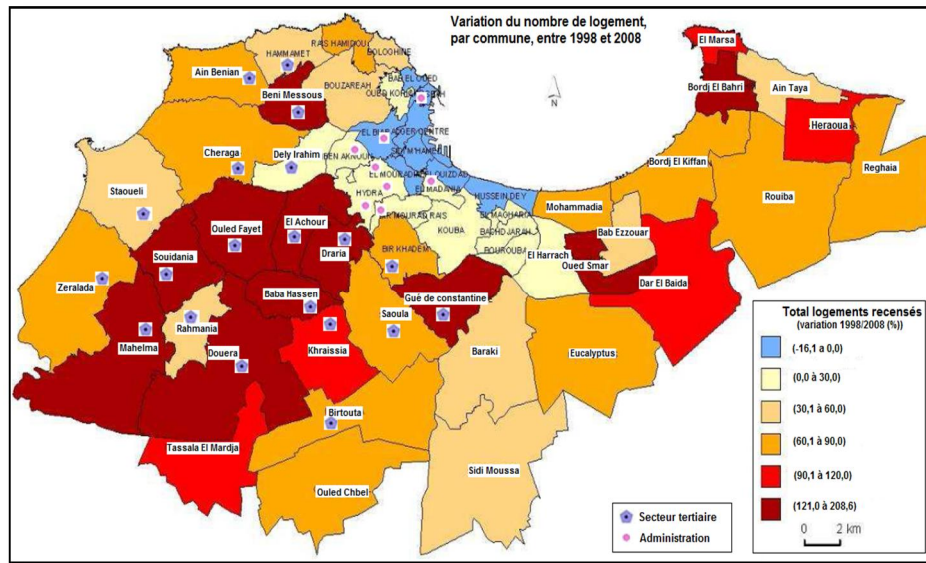 Variation du nombre de logement,
par commune, entre 1998 et 2008
El Marsa
RAIS HAMIDOU
HAMMAMET
BOLOGHINE
Ain Benian
BAB EL OUED
Bordj El Bahri
Ain Taya
BOUZAREAH
Beni Messous
N
Heraoua
EL BIAR
ALGER CENTRE
SIDI M'HAMED
Cheraga
Dely Irahim
BEN AKNOUN
Bordj El Kiffan
Reghaia
EL MOURADIA
EL MADANIA
Staoueli
HYDRA
HUSSEIN DEY
Mohammadia
Rouiba
BIR MOURAD RAIS
EL MAGHARIA
Ouled Fayet
El Achour
KOUBA
BACHDJARAH
Bab Ezzouar
Draria
BIR KHADEM
BOUROUBA
El Harrach
Souidania
Oued Smar
Zeralada
Dar El Baida
Baba Hassen
Gué de constantine
Saoula
Rahmania
Mahelma
Khraissia
Baraki
Eucalyptus
Douera
Birtouta
Tassala El Mardja
Sidi Moussa
Ouled Chbel
Total logements recensés
(variation 1998/2008 (%))
(-16,1 a 0,0)
(0,0 à 30,0)
(30,1 à 60,0)
(60,1 à 90,0)
(90,1 à 120,0)
(121,0 à 208,6)
0 2 km
Secteur tertiaire
Administration